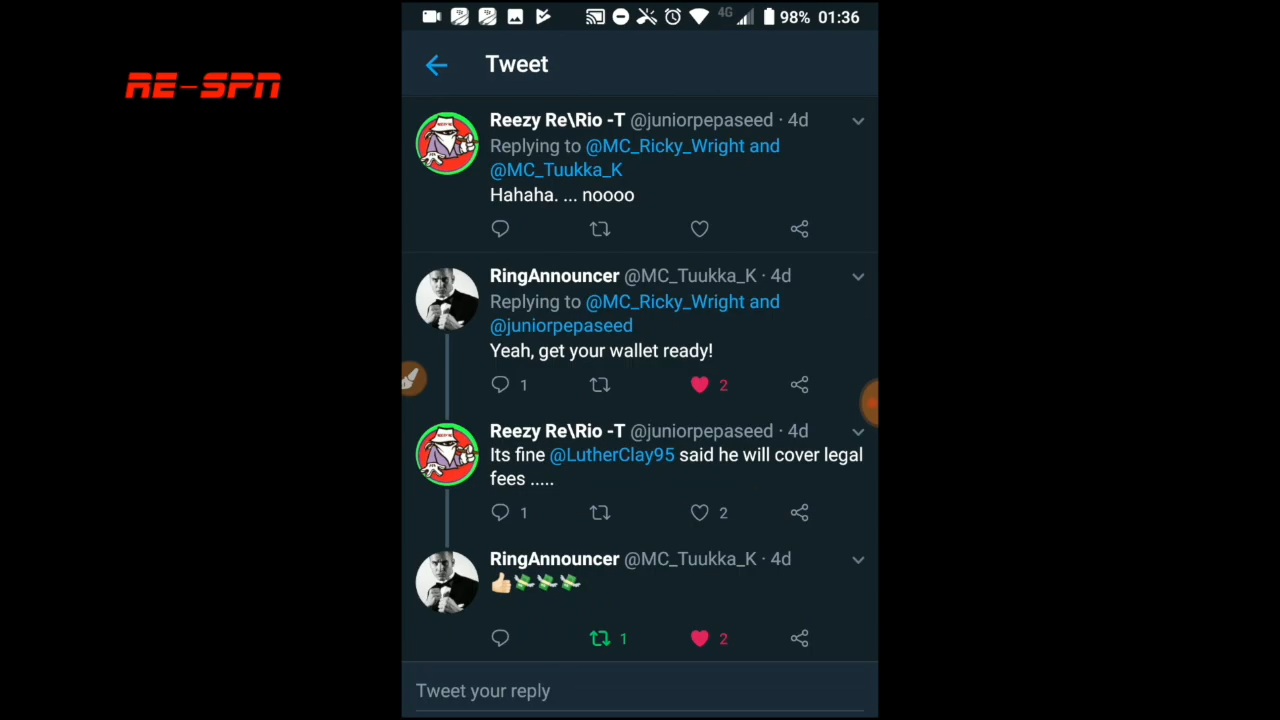 4G 98% 01:36
RE-SPN
Tweet
Reezy Re\Rio -T @juniorpepaseed · 4d
Replying to @MC_Ricky_Wright and
@MC_Tuukka_K
Hahaha. ... noooo
RingAnnouncer @MC_Tuukka_K · 4d
Replying to @MC_Ricky_Wright and
@juniorpepaseed
Yeah, get your wallet ready!
1 2
Reezy Re\Rio -T @juniorpepaseed · 4d
Its fine @LutherClay95 said he will cover legal
fees .....
1 2
RingAnnouncer @MC_Tuukka_K · 4d
👍🏻💸💸💸
1 2
Tweet your reply